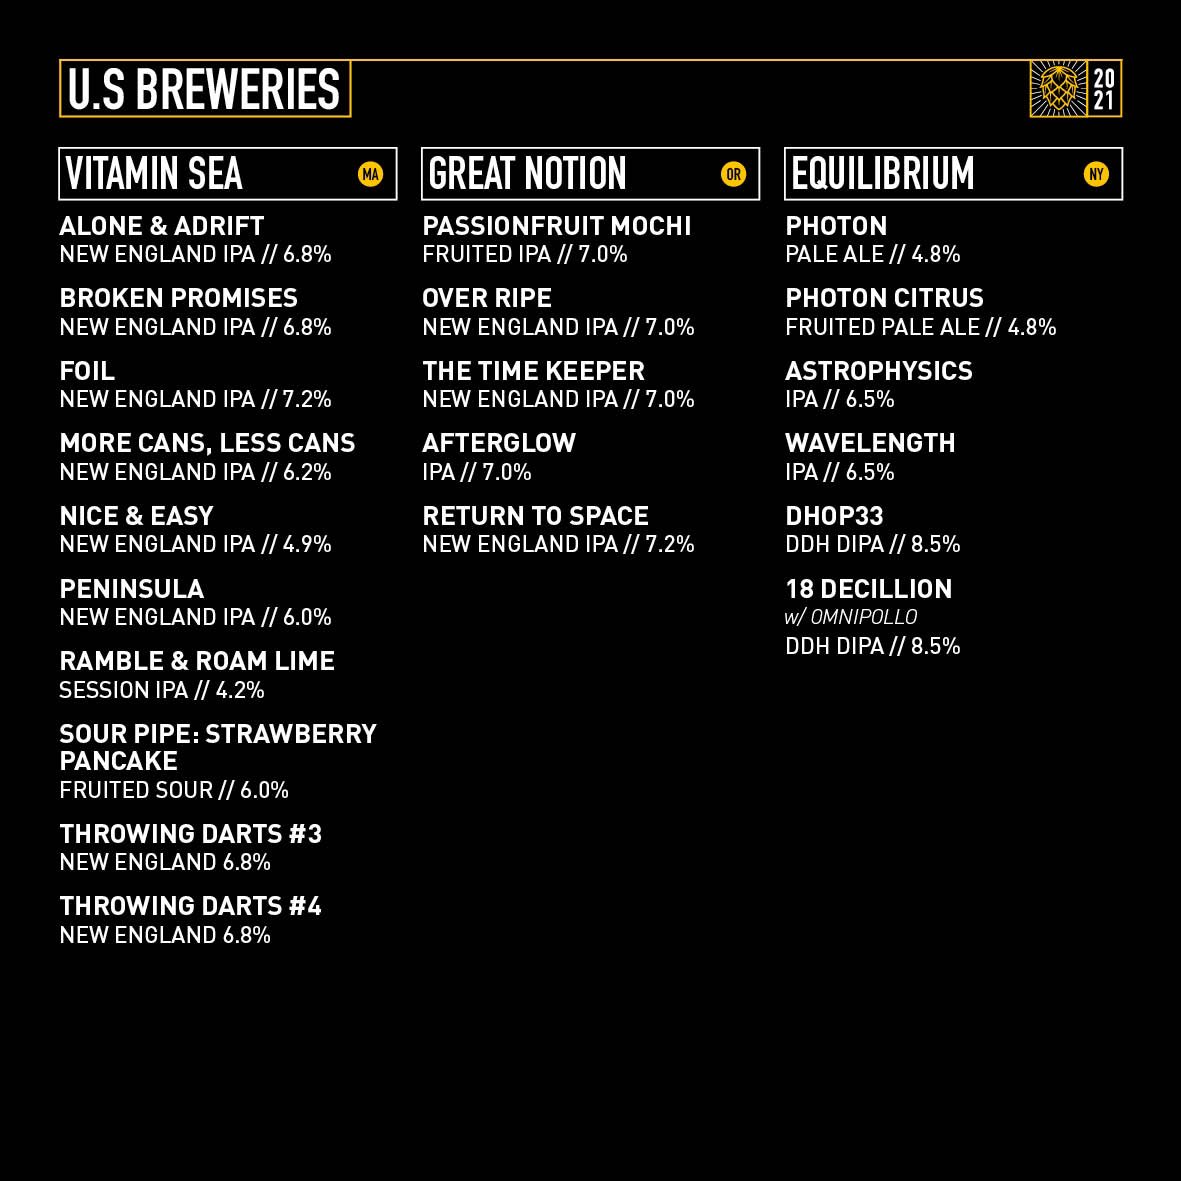 U.S BREWERIES
20
21
VITAMIN SEA
MA
ALONE & ADRIFT
NEW ENGLAND IPA // 6.8%
BROKEN PROMISES
NEW ENGLAND IPA // 6.8%
FOIL
NEW ENGLAND IPA // 7.2%
MORE CANS, LESS CANS
NEW ENGLAND IPA // 6.2%
NICE & EASY
NEW ENGLAND IPA // 4.9%
PENINSULA
NEW ENGLAND IPA // 6.0%
RAMBLE & ROAM LIME
SESSION IPA // 4.2%
SOUR PIPE: STRAWBERRY
PANCAKE
FRUITED SOUR // 6.0%
THROWING DARTS #3
NEW ENGLAND 6.8%
THROWING DARTS #4
NEW ENGLAND 6.8%
GREAT NOTION
OR
PASSIONFRUIT MOCHI
FRUITED IPA // 7.0%
OVER RIPE
NEW ENGLAND IPA // 7.0%
THE TIME KEEPER
NEW ENGLAND IPA // 7.0%
AFTERGLOW
IPA // 7.0%
RETURN TO SPACE
NEW ENGLAND IPA // 7.2%
EQUILIBRIUM
NY
PHOTON
PALE ALE // 4.8%
PHOTON CITRUS
FRUITED PALE ALE // 4.8%
ASTROPHYSICS
IPA // 6.5%
WAVELENGTH
IPA // 6.5%
DHOP33
DDH DIPA // 8.5%
18 DECILLION
w/ OMNIPOLLO
DDH DIPA // 8.5%